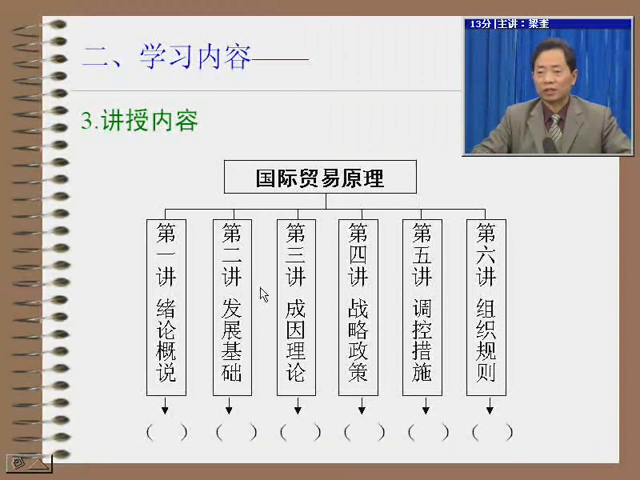 13分|主讲：梁奎
二、学习内容——
3.讲授内容
国际贸易原理
第一讲 绪论概说
第二讲 发展基础
第三讲 成因理论
第四讲 战略政策
第五讲 调控措施
第六讲 组织规则
( ) ( ) ( ) ( ) ( ) ( )